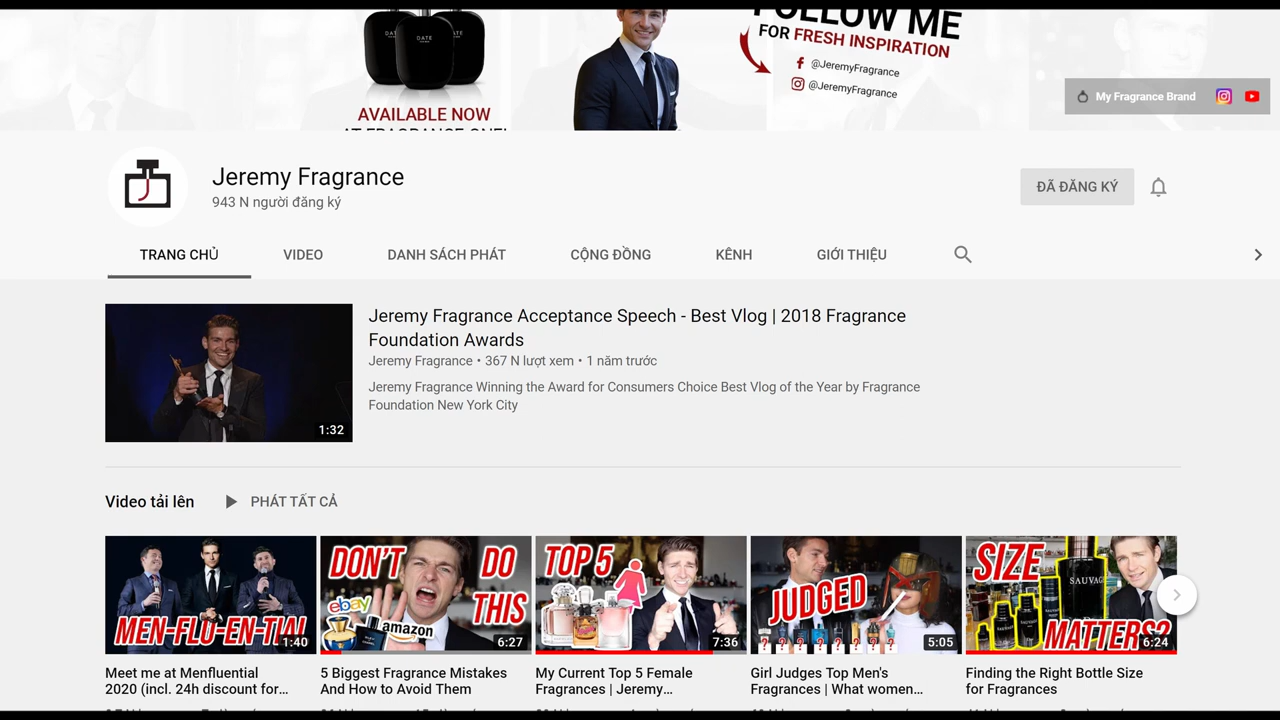 FOLLOW ME
FOR FRESH INSPIRATION
@JeremyFragrance
@JeremyFragrance
DATE
AVAILABLE NOW
AT FRAGRANCE ONE!
My Fragrance Brand
Jeremy Fragrance
943 N người đăng ký
ĐÃ ĐĂNG KÝ
TRANG CHỦ
VIDEO
DANH SÁCH PHÁT
CỘNG ĐỒNG
KÊNH
GIỚI THIỆU
Jeremy Fragrance Acceptance Speech - Best Vlog | 2018 Fragrance
Foundation Awards
Jeremy Fragrance • 367 N lượt xem • 1 năm trước
Jeremy Fragrance Winning the Award for Consumers Choice Best Vlog of the Year by Fragrance
Foundation New York City
1:32
Video tải lên
PHÁT TẤT CẢ
MEN-FLU-EN-TIAL
1:40
DON'T DO
THIS
ebay
amazon
6:27
TOP 5
7:36
JUDGED
5:05
SIZE
SAUVAGE
MATTERS?
6:24
Meet me at Menfluential
2020 (incl. 24h discount for...
5 Biggest Fragrance Mistakes
And How to Avoid Them
My Current Top 5 Female
Fragrances | Jeremy...
Girl Judges Top Men's
Fragrances | What women...
Finding the Right Bottle Size
for Fragrances